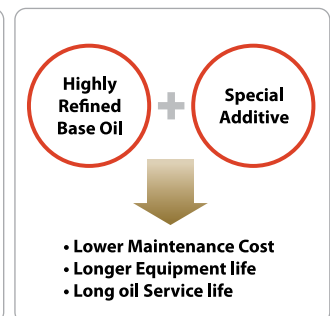 Highly
Refined
Base Oil
+
Special
Additive
• Lower Maintenance Cost
• Longer Equipment life
• Long oil Service life